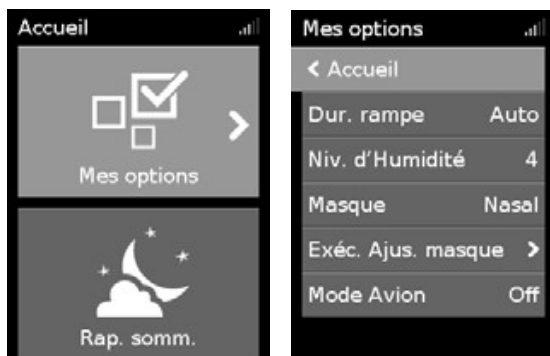 Accueil
Mes options
Rap. somm.
Mes options
Accueil
Dur. rampe Auto
Niv. d'Humidité 4
Masque Nasal
Exéc. Ajus. masque
Mode Avion Off